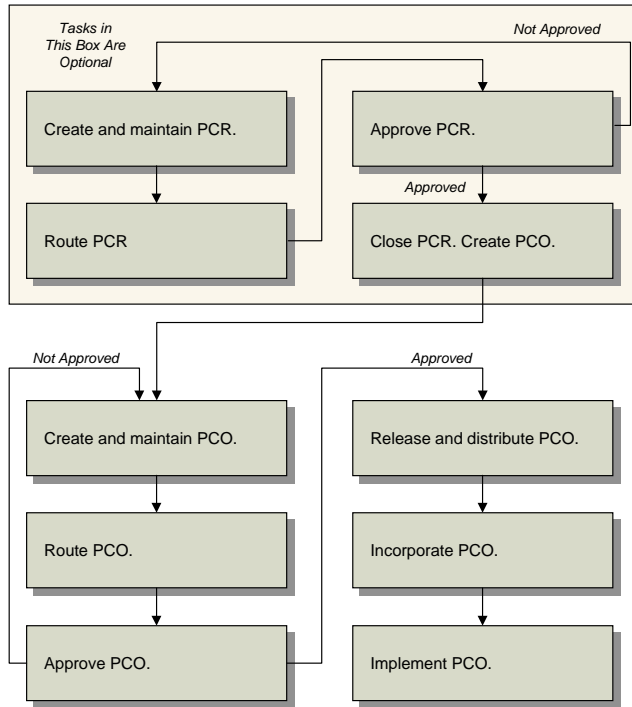 Tasks in
This Box Are
Optional
Not Approved
Create and maintain PCR.
Approve PCR.
Approved
Route PCR
Close PCR. Create PCO.
Not Approved
Approved
Create and maintain PCO.
Release and distribute PCO.
Route PCO.
Incorporate PCO.
Approve PCO.
Implement PCO.